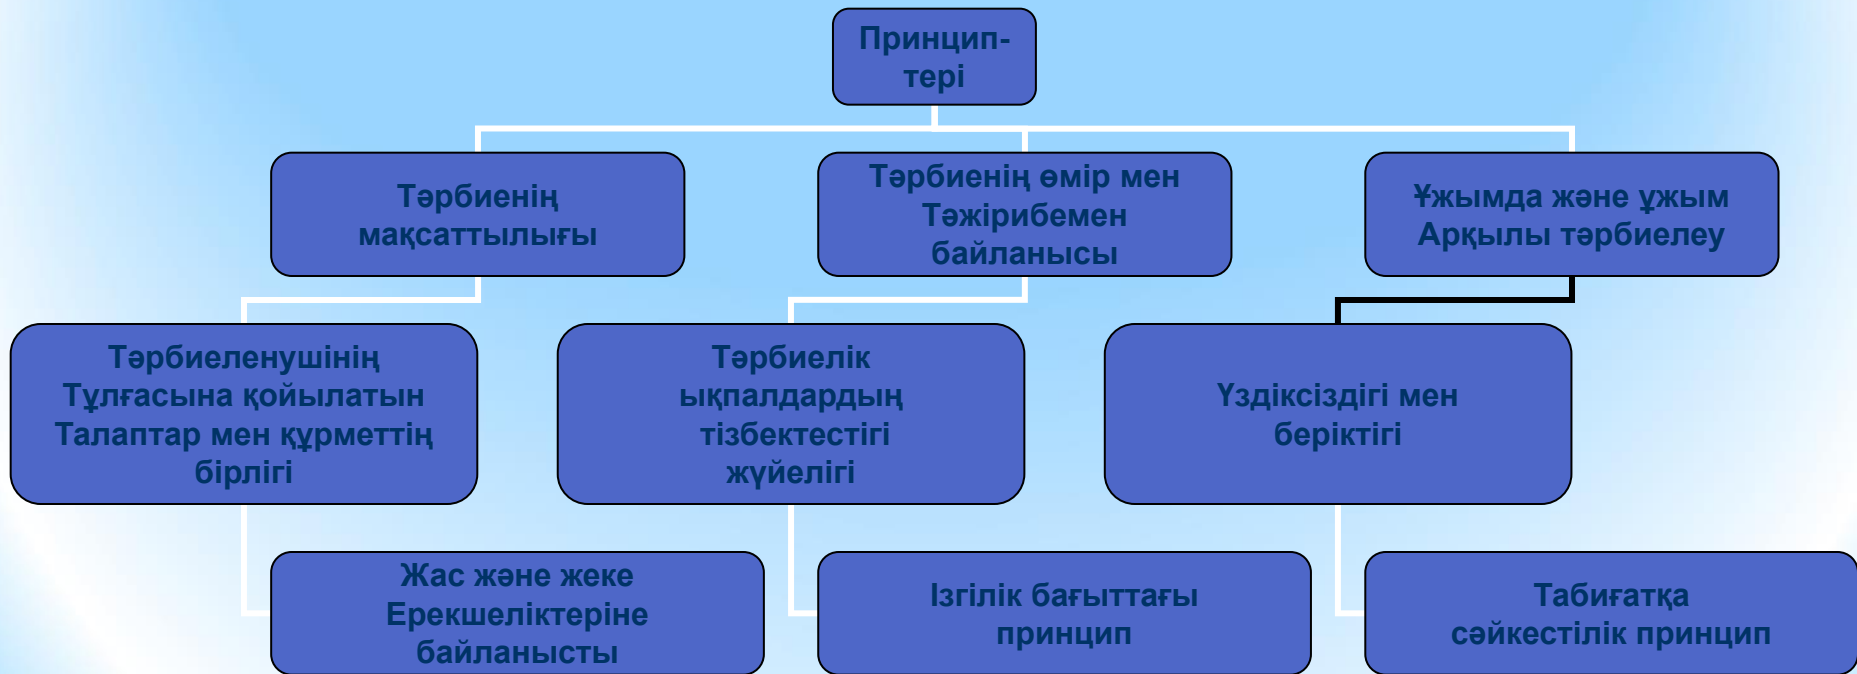 Принцип-
тері
Тәрбиенің
мақсаттылығы
Тәрбиенің өмір мен
Тәжірибемен
байланысы
Ұжымда және ұжым
Арқылы тәрбиелеу
Тәрбиеленушінің
Тұлғасына қойылатын
Талаптар мен құрметтің
бірлігі
Тәрбиелік
ықпалдардың
тізбектестігі
жүйелігі
Үздіксіздігі мен
беріктігі
Жас және жеке
Ерекшеліктеріне
байланысты
Ізгілік бағыттағы
принцип
Табиғатқа
сәйкестілік принцип